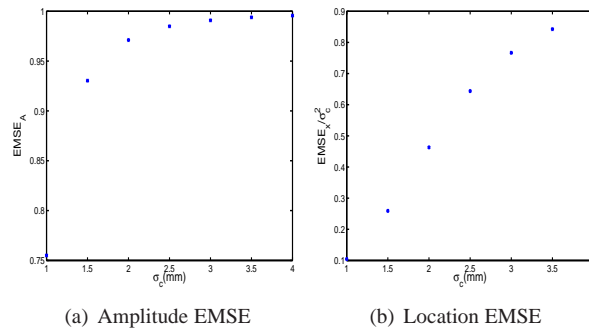 1
0.95
0.9
0.85
0.8
0.75
EMSE_A
1 1.5 2 2.5 3 3.5 4
σ_c(mm)
(a) Amplitude EMSE
0.9
0.8
0.7
0.6
0.5
0.4
0.3
0.2
0.1
EMSE_x/σ_c^2
1 1.5 2 2.5 3 3.5
σ_c(mm)
(b) Location EMSE